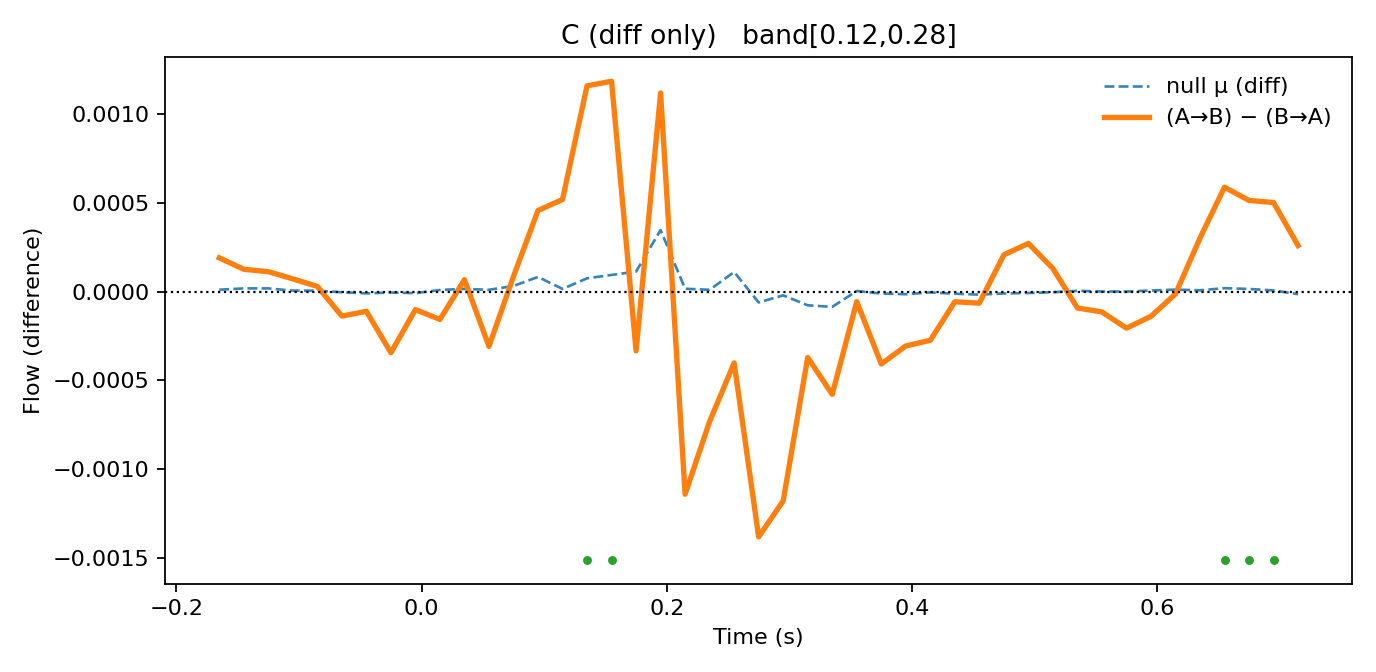 C (diff only)   band[0.12,0.28]
null μ (diff)
(A→B) − (B→A)
Flow (difference)
0.0010
0.0005
0.0000
−0.0005
−0.0010
−0.0015
−0.2
0.0
0.2
0.4
0.6
Time (s)